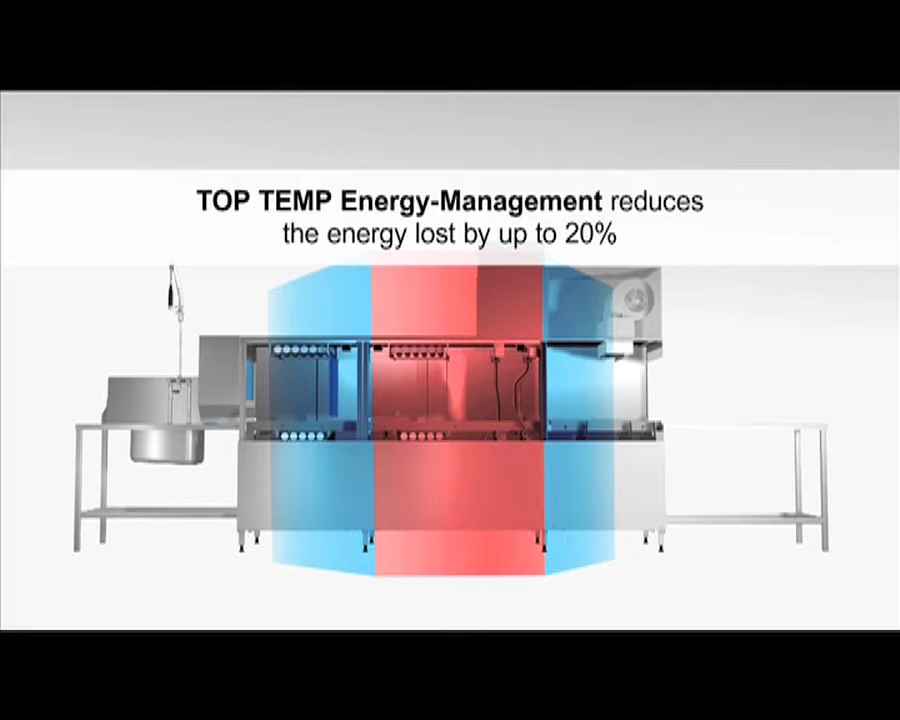 TOP TEMP Energy-Management reduces
the energy lost by up to 20%